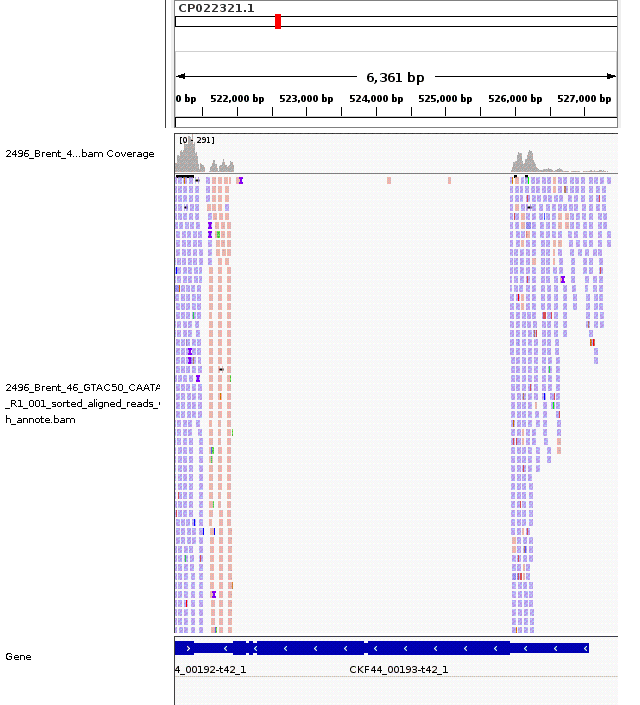 CP022321.1
6,361 bp
0 bp 522,000 bp 523,000 bp 524,000 bp 525,000 bp 526,000 bp 527,000 bp
[0 - 291]
2496_Brent_4...bam Coverage
2496_Brent_46_GTAC50_CAATA
_R1_001_sorted_aligned_reads_
h_annote.bam
Gene
4_00192-t42_1 CKF44_00193-t42_1